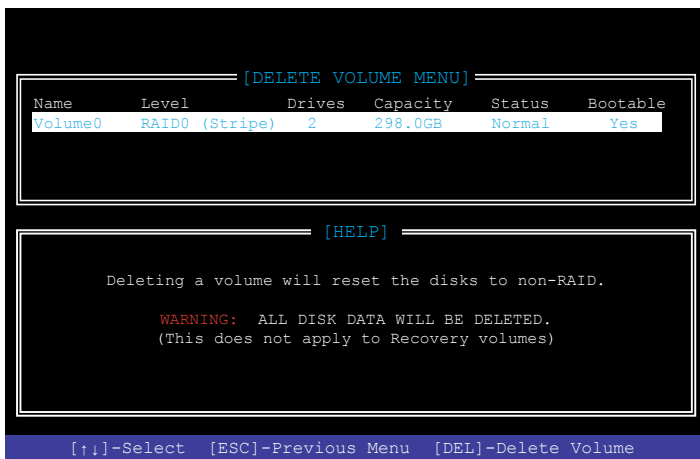 [DELETE VOLUME MENU]
Name Level Drives Capacity Status Bootable
Volume0 RAID0 (Stripe) 2 298.0GB Normal Yes
[HELP]
Deleting a volume will reset the disks to non-RAID.
WARNING: ALL DISK DATA WILL BE DELETED.
(This does not apply to Recovery volumes)
[↑↓]-Select [ESC]-Previous Menu [DEL]-Delete Volume